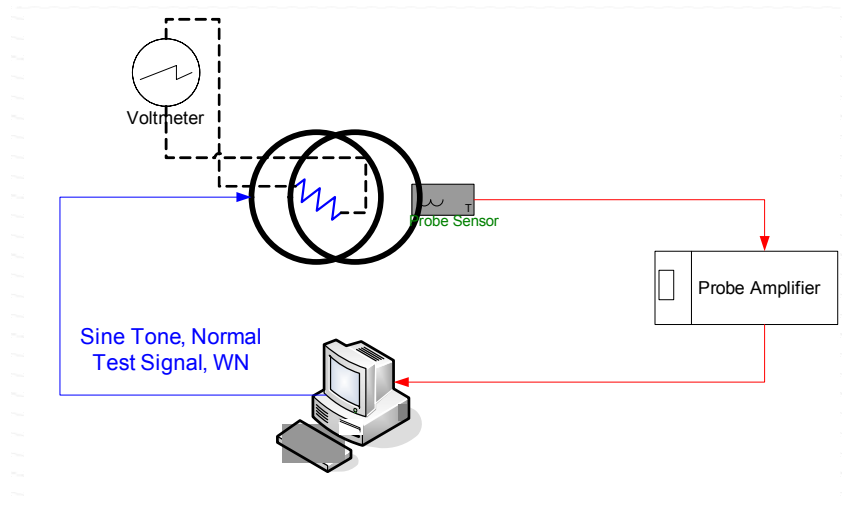 Voltmeter
T
Probe Sensor
Probe Amplifier
Sine Tone, Normal
Test Signal, WN